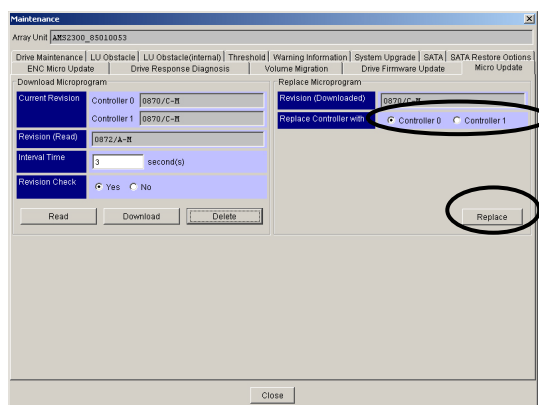 Maintenance
Array Unit AMS2300_85010053
Drive Maintenance LU Obstacle LU Obstacle(internal) Threshold Warning Information System Upgrade SATA SATA Restore Options
ENC Micro Update Drive Response Diagnosis Volume Migration Drive Firmware Update Micro Update
Download Microprogram
Current Revision Controller 0 0870/C-M
Controller 1 0870/C-M
Revision (Read) 0872/A-M
Interval Time 3 second(s)
Revision Check Yes No
Read Download Delete
Replace Microprogram
Revision (Downloaded) 0870/C-M
Replace Controller with Controller 0 Controller 1
Replace
Close